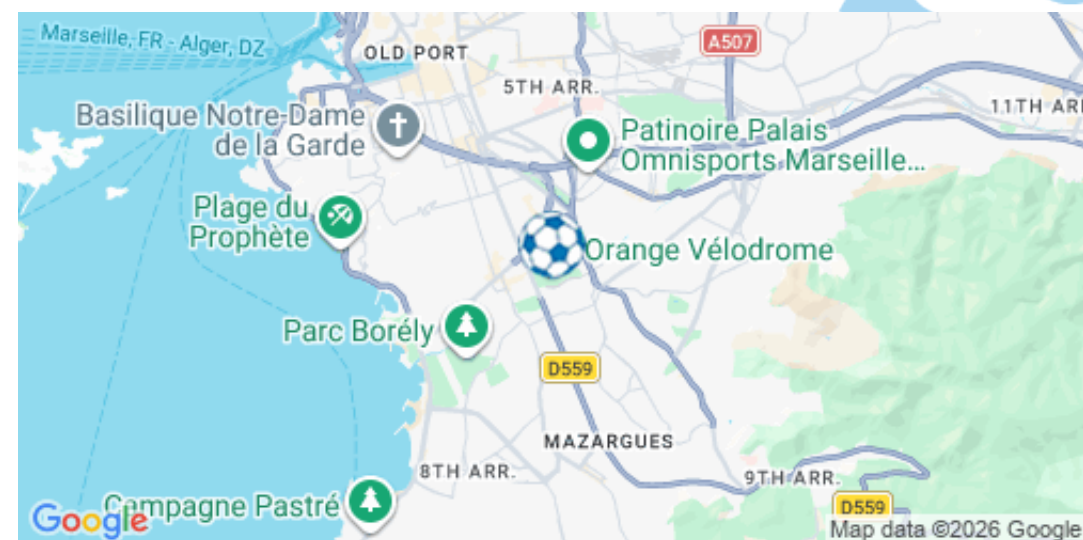 Marseille, FR - Alger, DZ
OLD PORT
A507
5TH ARR.
11TH ARR
Basilique Notre-Dame
de la Garde
Patinoire Palais
Omnisports Marseille...
Plage du
Prophète
Orange Vélodrome
Parc Borély
D559
MAZARGUES
8TH ARR.
9TH ARR.
Campagne Pastré
D559
Google
Map data ©2026 Google